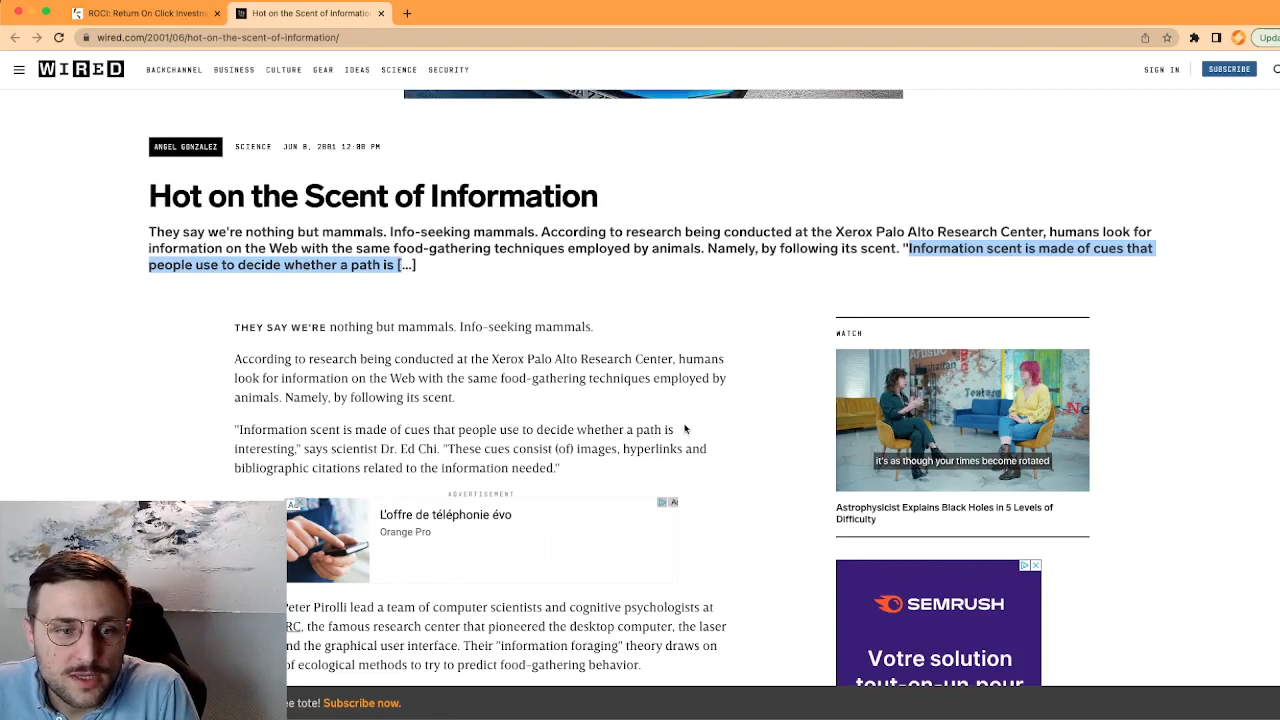 ROCI: Return On Click Investm
Hot on the Scent of Informatio
wired.com/2001/06/hot-on-the-scent-of-information/
Upda
WIRED
BACKCHANNEL BUSINESS CULTURE GEAR IDEAS SCIENCE SECURITY
SIGN IN
SUBSCRIBE
ANGEL GONZALEZ
SCIENCE
JUN 8, 2001 12:00 PM
Hot on the Scent of Information
They say we're nothing but mammals. Info-seeking mammals. According to research being conducted at the Xerox Palo Alto Research Center, humans look for
information on the Web with the same food-gathering techniques employed by animals. Namely, by following its scent. "Information scent is made of cues that
people use to decide whether a path is [...]
THEY SAY WE'RE nothing but mammals. Info-seeking mammals.
According to research being conducted at the Xerox Palo Alto Research Center, humans
look for information on the Web with the same food-gathering techniques employed by
animals. Namely, by following its scent.
"Information scent is made of cues that people use to decide whether a path is
interesting," says scientist Dr. Ed Chi. "These cues consist (of) images, hyperlinks and
bibliographic citations related to the information needed."
ADVERTISEMENT
L'offre de téléphonie évo
Orange Pro
Peter Pirolli lead a team of computer scientists and cognitive psychologists at
RC, the famous research center that pioneered the desktop computer, the laser
nd the graphical user interface. Their "information foraging" theory draws on
of ecological methods to try to predict food-gathering behavior.
WATCH
it's as though your times become rotated
Astrophysicist Explains Black Holes in 5 Levels of
Difficulty
SEMRUSH
Votre solution
tout-en-un pour
ee tote! Subscribe now.